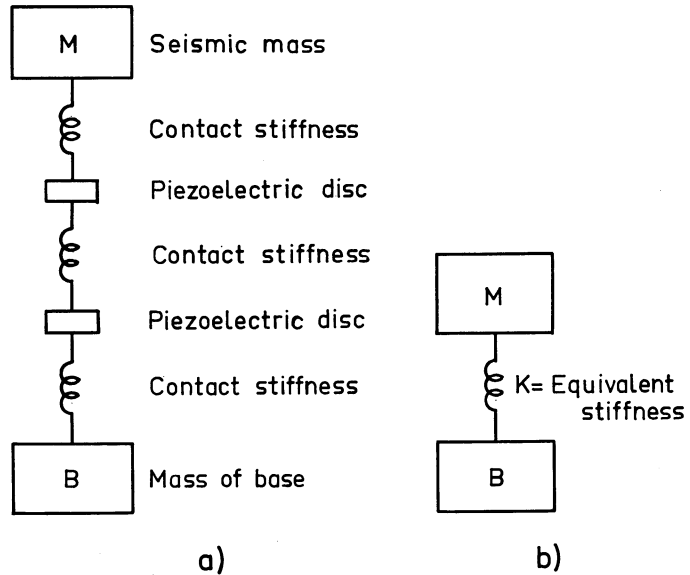 M Seismic mass
Contact stiffness
Piezoelectric disc
Contact stiffness
Piezoelectric disc
Contact stiffness
B Mass of base
a)
M
K= Equivalent
stiffness
B
b)